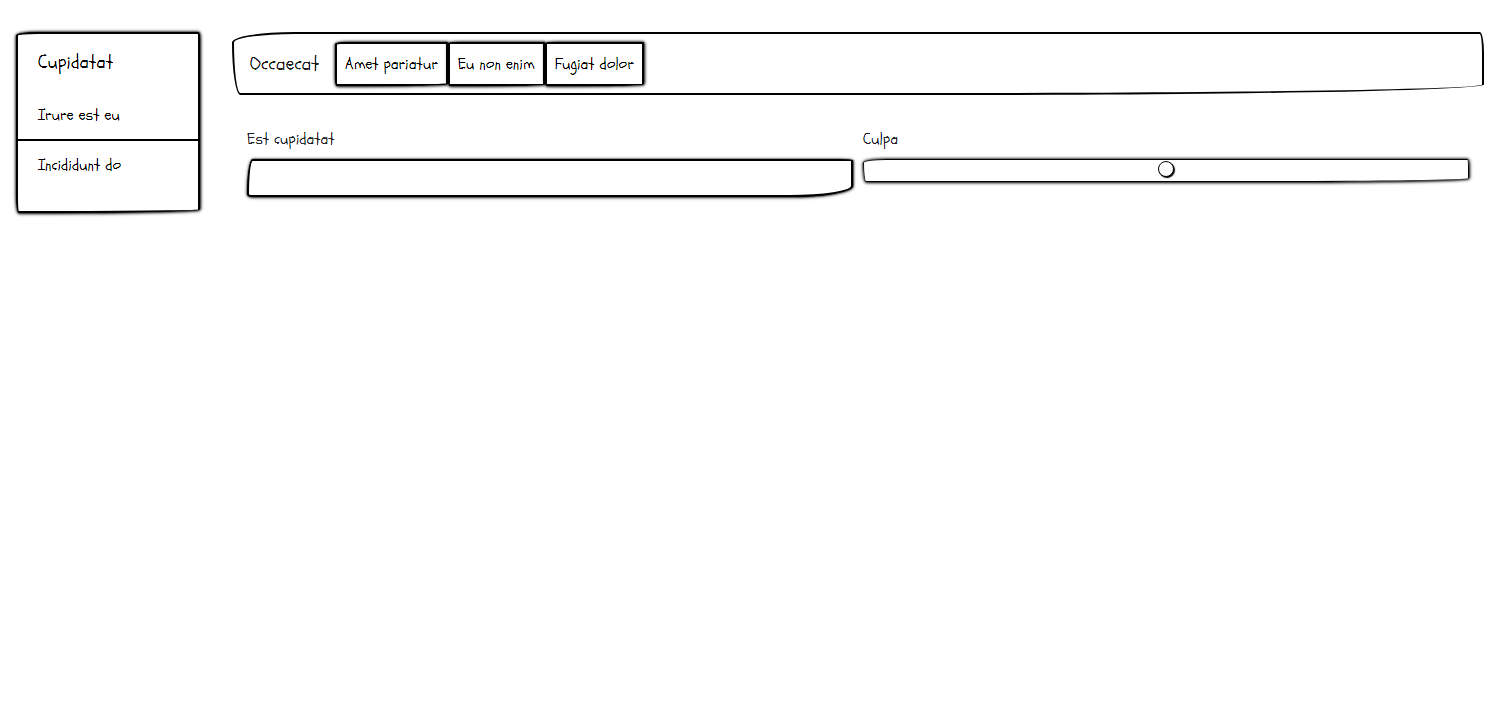 Cupidatat
Irure est eu
Incididunt do
Occaecat Amet pariatur Eu non enim Fugiat dolor
Est cupidatat Culpa